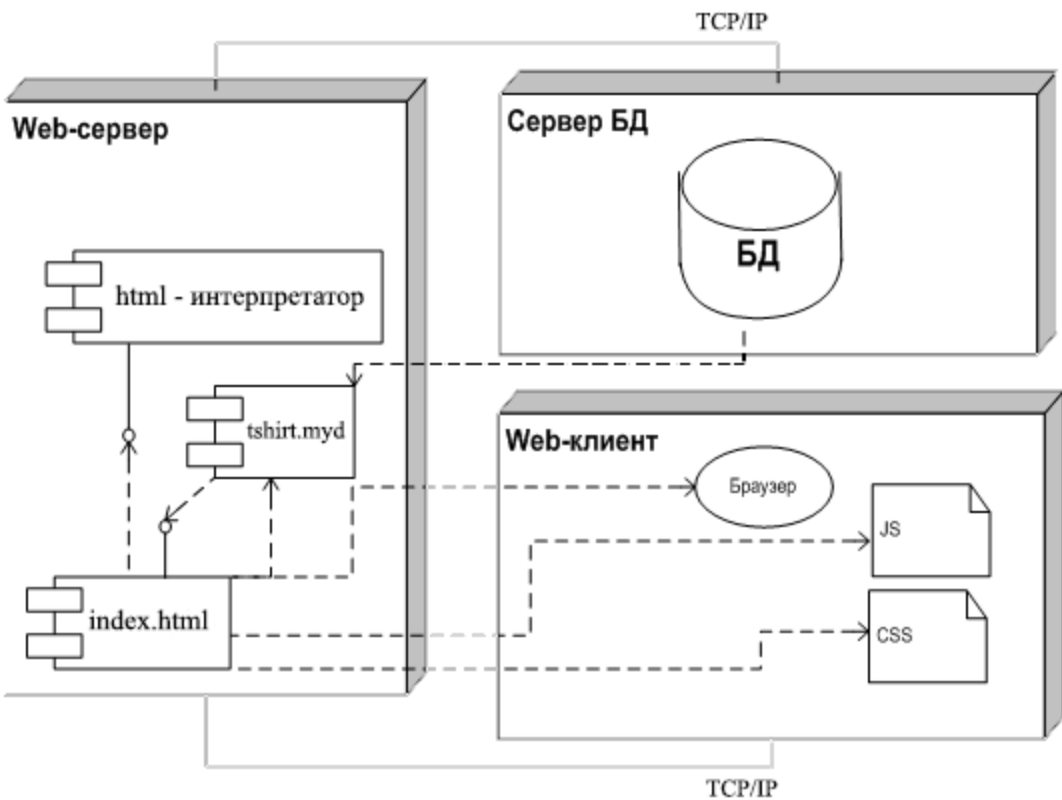 TCP/IP
Web-сервер
Сервер БД
БД
html - интерпретатор
tshirt.myd
Web-клиент
Браузер
JS
index.html
CSS
TCP/IP